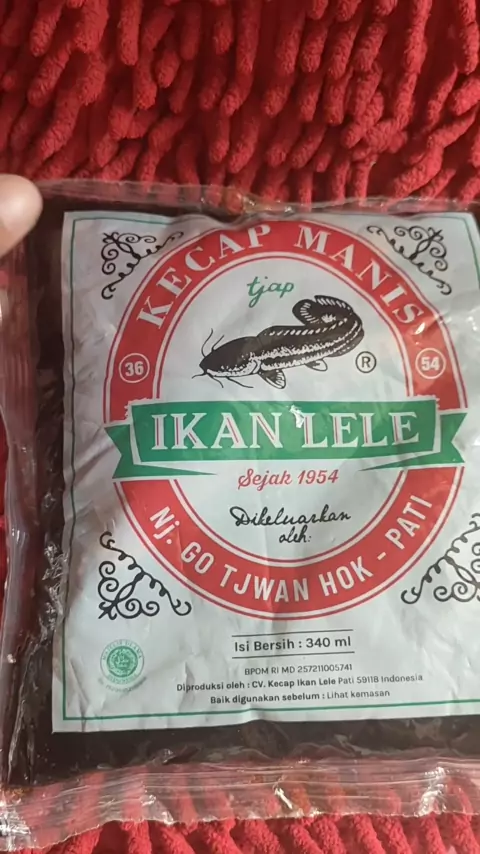 KECAP MANIS
tjap
36
®
54
IKAN LELE
Sejak 1954
Dikeluarkan
oleh:
Nj. GO TJWAN HOK - PATI
Isi Bersih : 340 ml
BPOM RI MD 257211005741
Diproduksi oleh : CV. Kecap Ikan Lele Pati 59118 Indonesia
Baik digunakan sebelum : Lihat kemasan